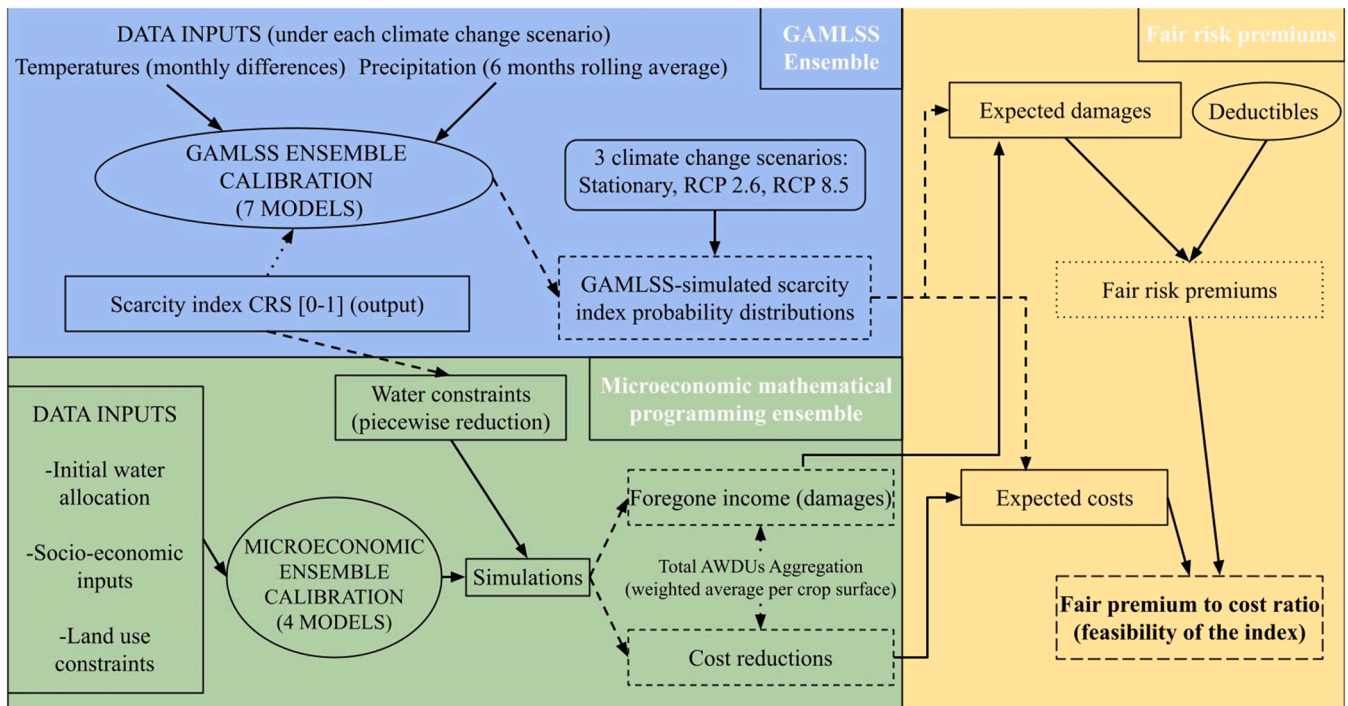 DATA INPUTS (under each climate change scenario)
Temperatures (monthly differences)
Precipitation (6 months rolling average)
GAMLSS
Ensemble
GAMLSS ENSEMBLE
CALIBRATION
(7 MODELS)
3 climate change scenarios:
Stationary, RCP 2.6, RCP 8.5
Scarcity index CRS [0-1] (output)
GAMLSS-simulated scarcity
index probability distributions
Fair risk premiums
Expected damages
Deductibles
Fair risk premiums
Water constraints
(piecewise reduction)
Microeconomic mathematical
programming ensemble
DATA INPUTS
-Initial water
allocation
-Socio-economic
inputs
-Land use
constraints
MICROECONOMIC
ENSEMBLE
CALIBRATION
(4 MODELS)
Simulations
Foregone income (damages)
Total AWDUs Aggregation
(weighted average per crop surface)
Cost reductions
Expected costs
Fair premium to cost ratio
(feasibility of the index)